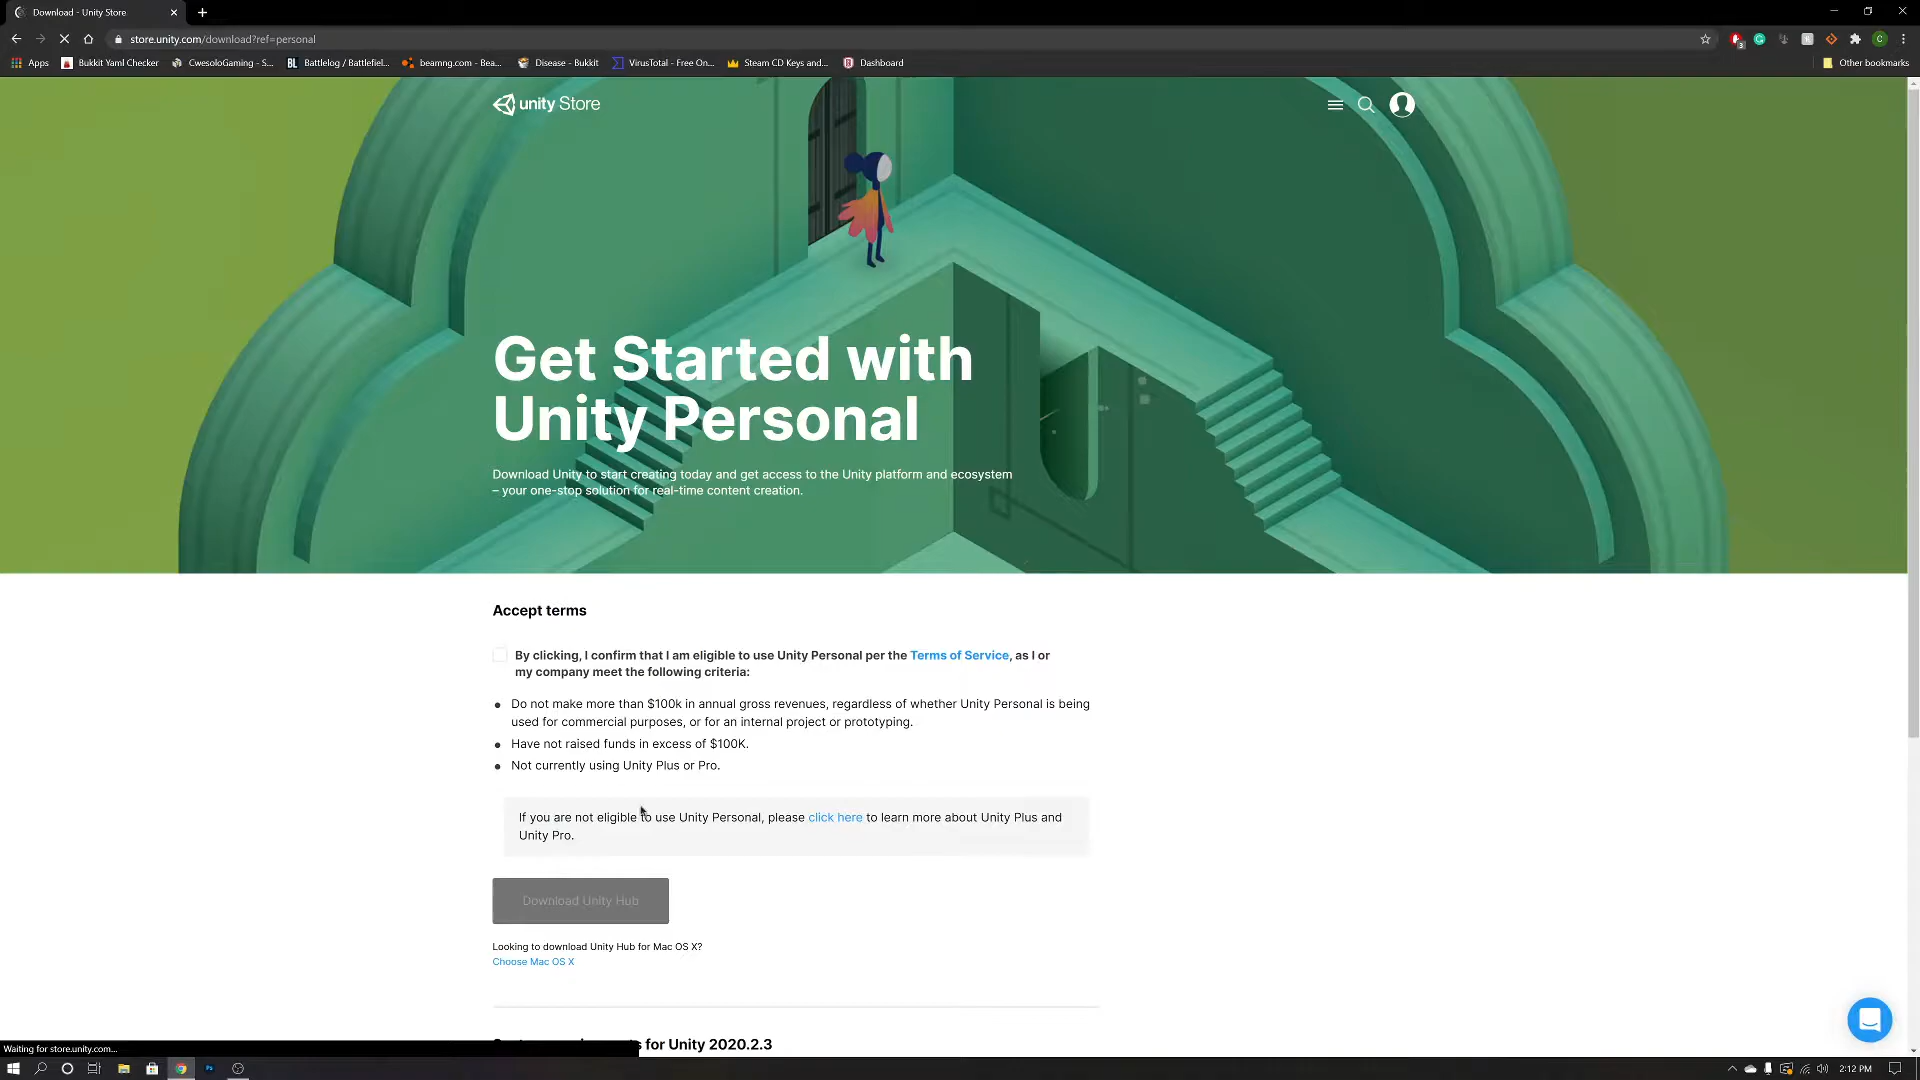 Download - Unity Store
store.unity.com/download?ref=personal
Apps
Bukkit Yaml Checker
CwesoloGaming - S...
BL Battlelog / Battlefiel...
beamng.com - Bea...
Disease - Bukkit
VirusTotal - Free On...
Steam CD Keys and...
Dashboard
Other bookmarks
unity Store
Get Started with
Unity Personal
Download Unity to start creating today and get access to the Unity platform and ecosystem
– your one-stop solution for real-time content creation.
Accept terms
By clicking, I confirm that I am eligible to use Unity Personal per the Terms of Service, as I or
my company meet the following criteria:
Do not make more than $100k in annual gross revenues, regardless of whether Unity Personal is being
used for commercial purposes, or for an internal project or prototyping.
Have not raised funds in excess of $100K.
Not currently using Unity Plus or Pro.
If you are not eligible to use Unity Personal, please click here to learn more about Unity Plus and
Unity Pro.
Download Unity Hub
Looking to download Unity Hub for Mac OS X?
Choose Mac OS X
for Unity 2020.2.3
Waiting for store.unity.com...
2:12 PM